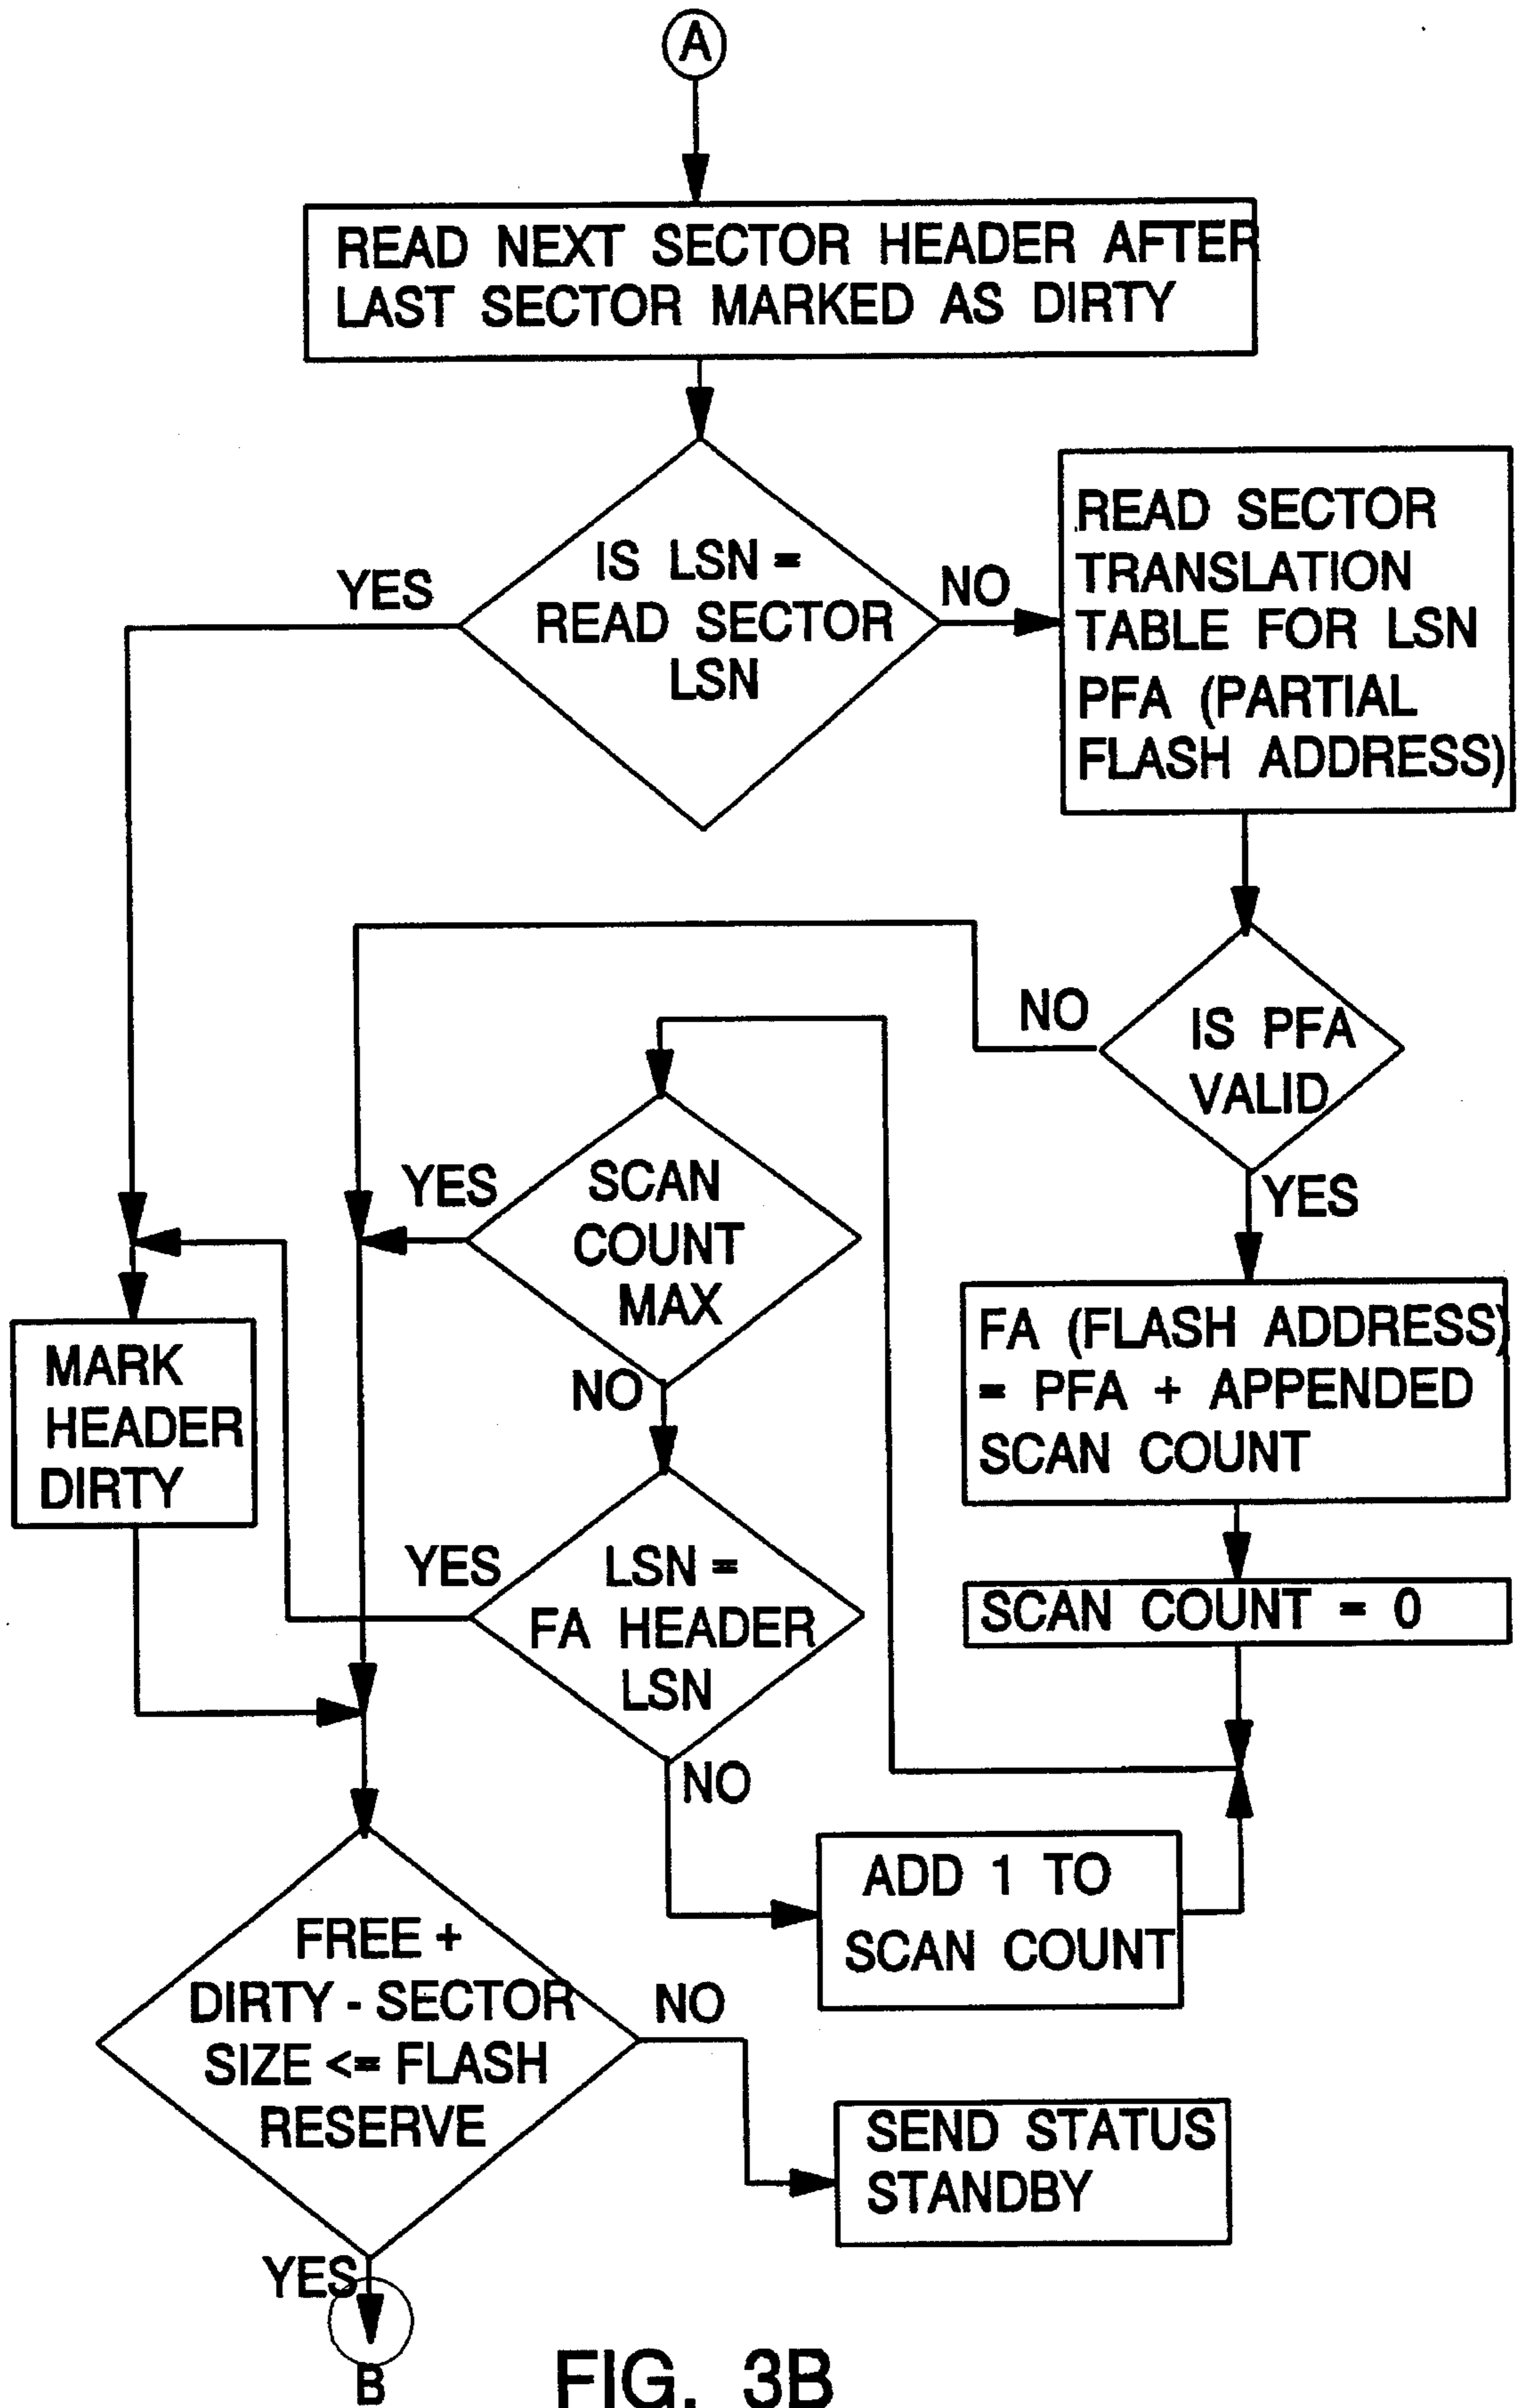 A
READ NEXT SECTOR HEADER AFTER
LAST SECTOR MARKED AS DIRTY
IS LSN =
READ SECTOR
LSN
YES
NO
READ SECTOR
TRANSLATION
TABLE FOR LSN
PFA (PARTIAL
FLASH ADDRESS)
IS PFA
VALID
NO
YES
SCAN
COUNT
MAX
YES
NO
FA (FLASH ADDRESS)
= PFA + APPENDED
SCAN COUNT
MARK
HEADER
DIRTY
LSN =
FA HEADER
LSN
YES
NO
SCAN COUNT = 0
ADD 1 TO
SCAN COUNT
FREE +
DIRTY - SECTOR
SIZE <= FLASH
RESERVE
NO
YES
SEND STATUS
STANDBY
B
FIG. 3B